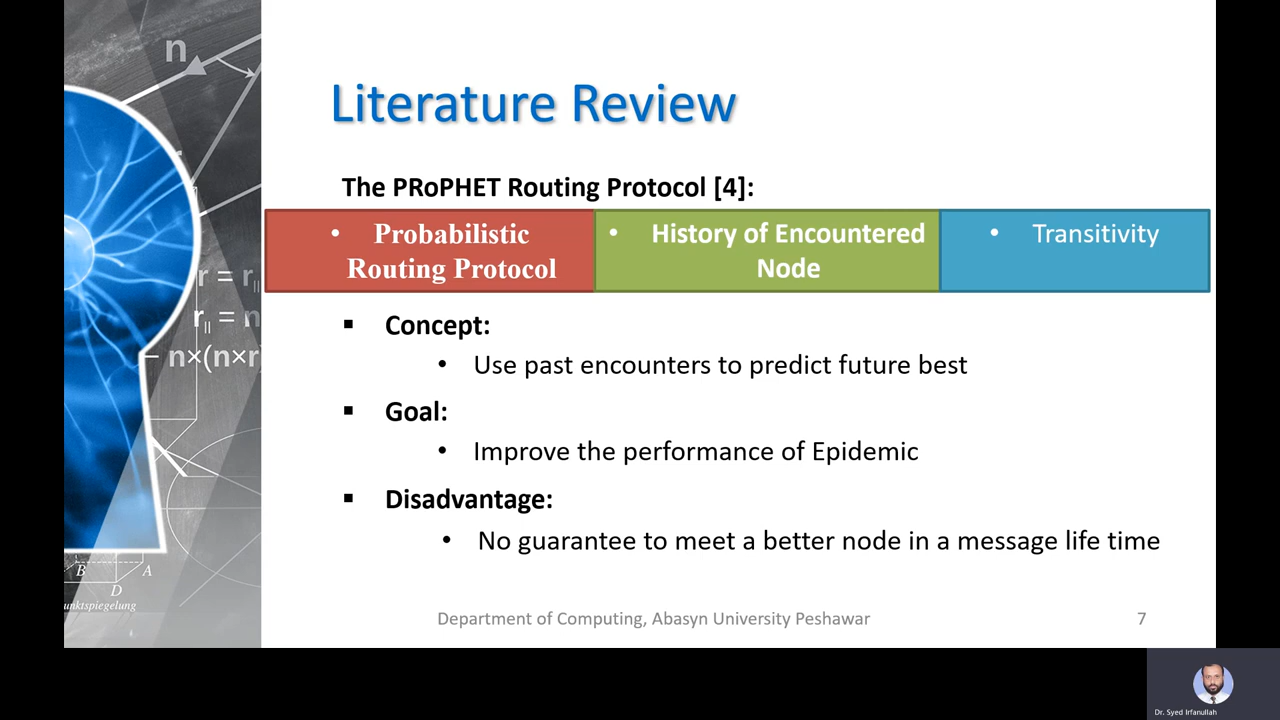 n
Literature Review
The PRoPHET Routing Protocol [4]:
• Probabilistic
Routing Protocol
• History of Encountered
Node
• Transitivity
▪ Concept:
• Use past encounters to predict future best
▪ Goal:
• Improve the performance of Epidemic
▪ Disadvantage:
• No guarantee to meet a better node in a message life time
r = r||
r|| = n
n×(n×r)
B
A
D
unktspiegelung
Department of Computing, Abasyn University Peshawar
7
Dr. Syed Irfanullah